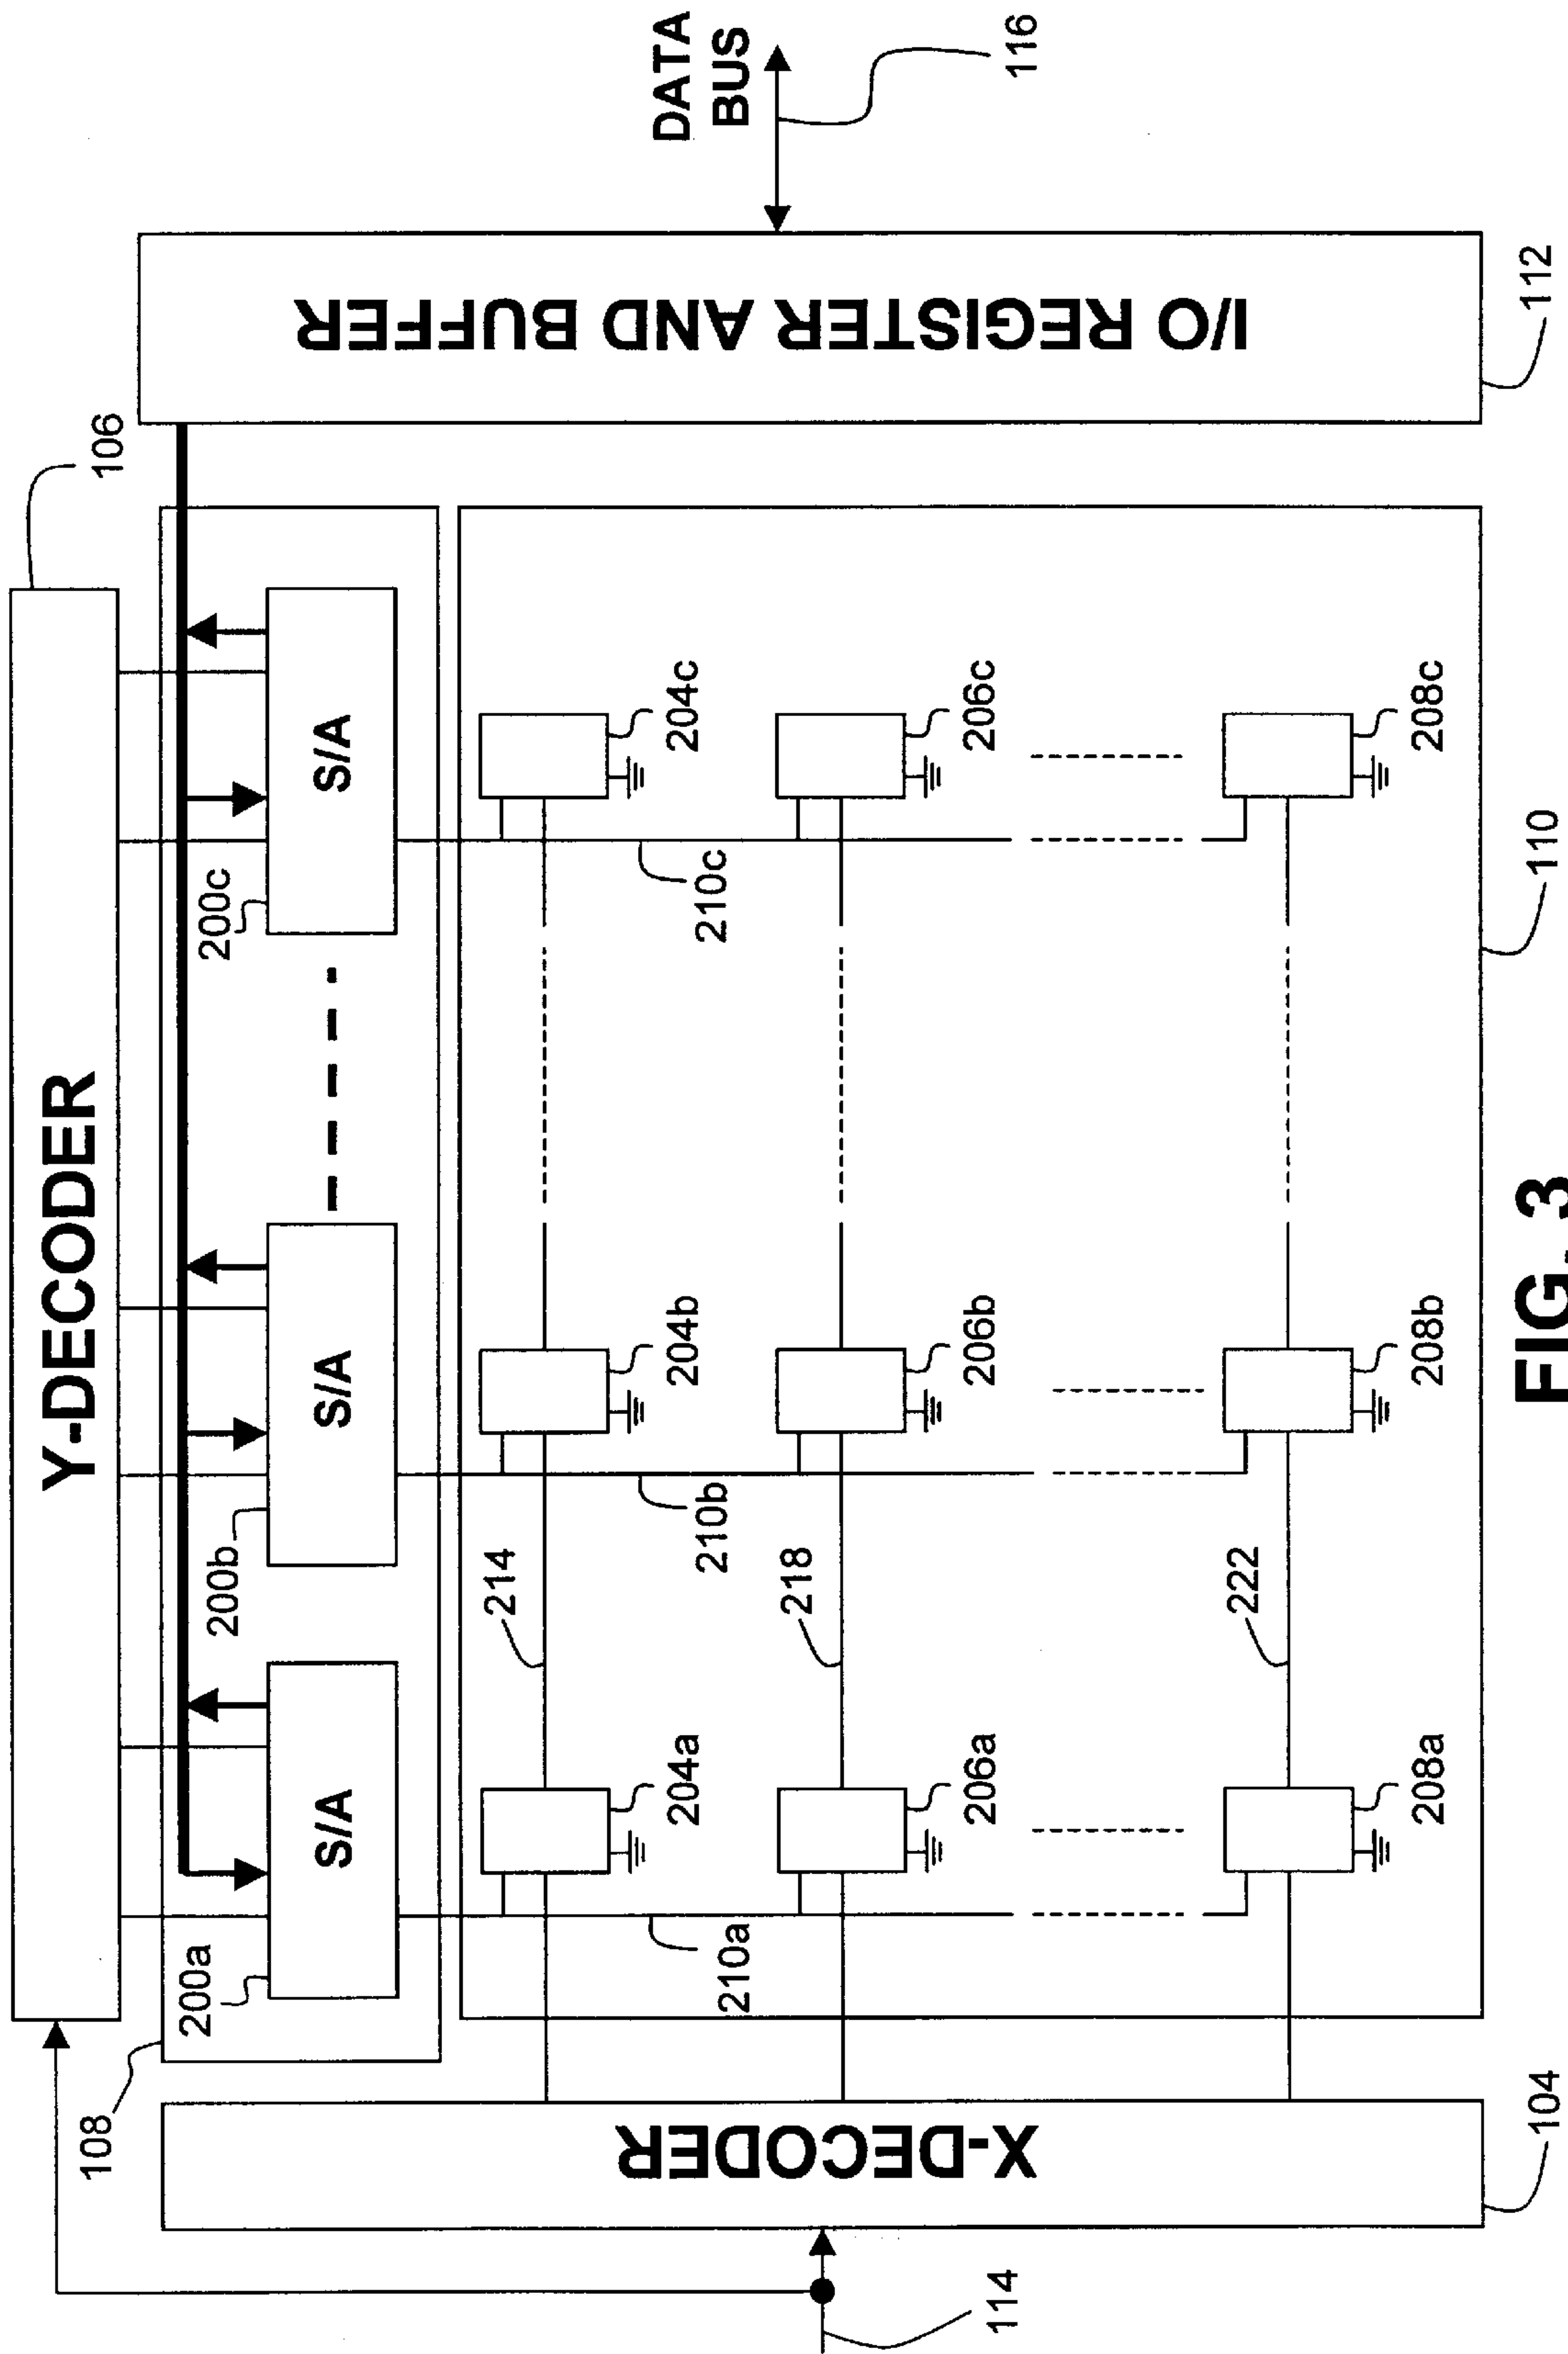 Y-DECODER
106
108
200a
200b
200c
S/A
S/A
S/A
DATA
BUS
116
I/O REGISTER AND BUFFER
112
X-DECODER
104
114
214
204a
204b
204c
210a
210b
210c
218
206a
206b
206c
222
208a
208b
208c
110
FIG. 3